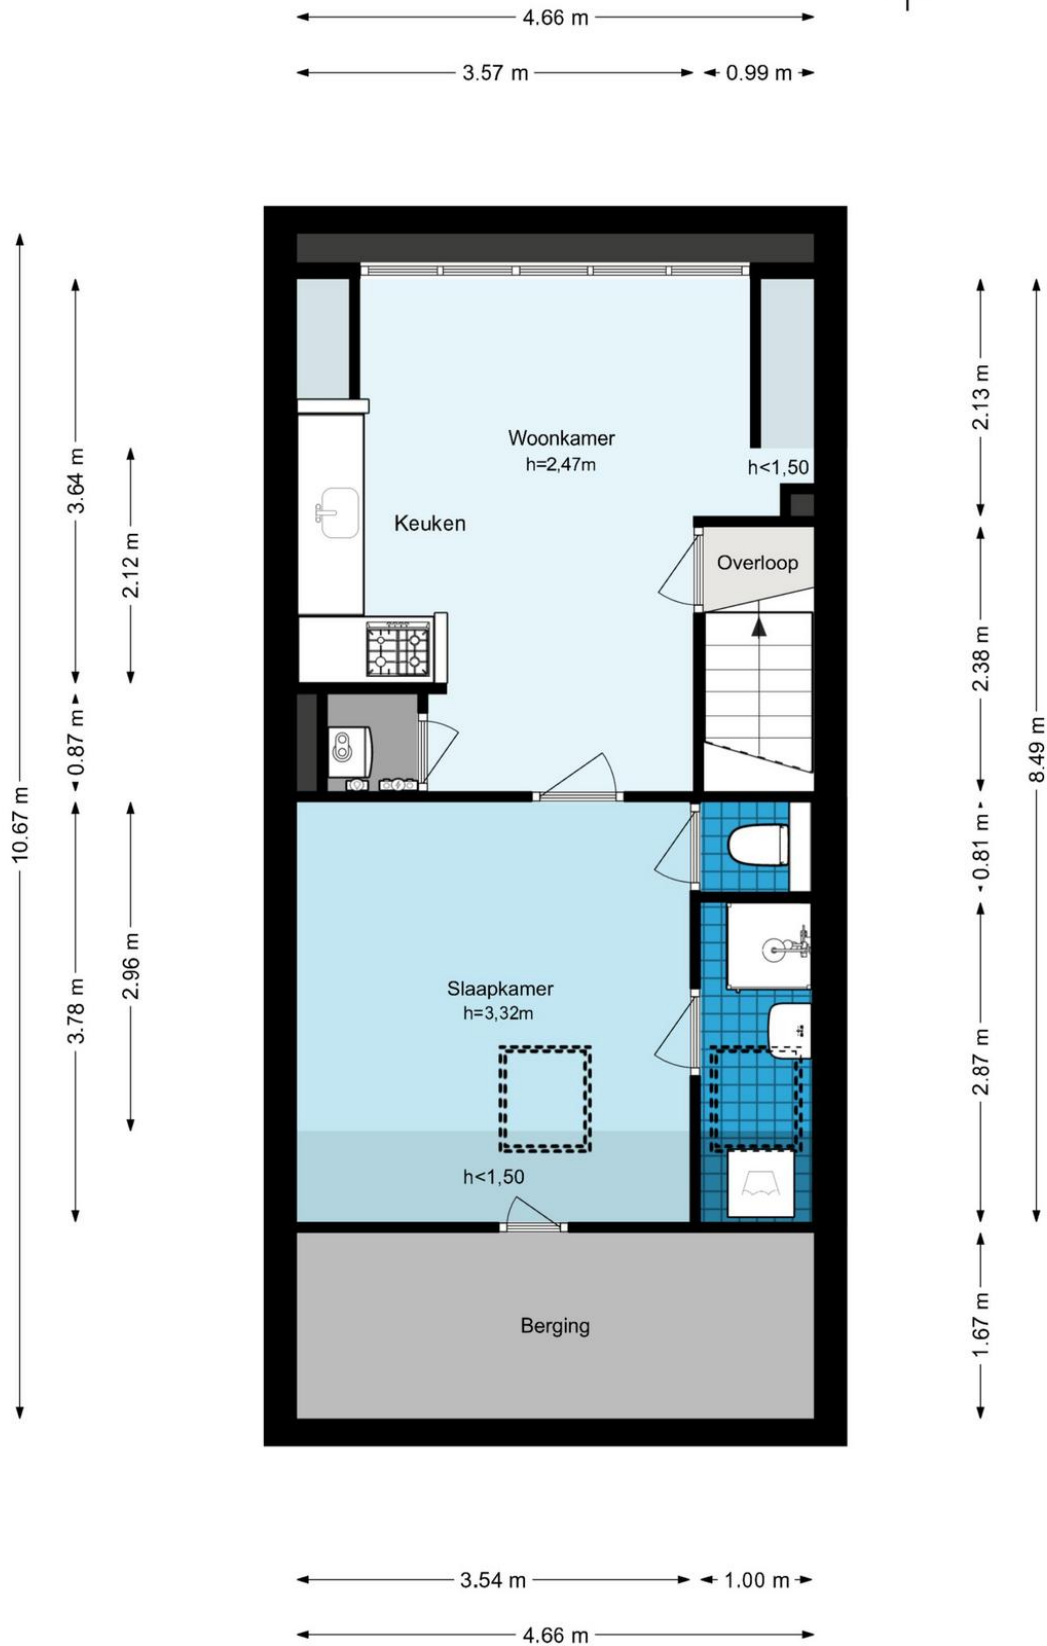 4.66 m
3.57 m
0.99 m
Woonkamer
h=2,47m
h<1,50
Keuken
Overloop
Slaapkamer
h=3,32m
h<1,50
Berging
10.67 m
3.64 m
2.12 m
0.87 m
3.78 m
2.96 m
2.13 m
2.38 m
8.49 m
0.81 m
2.87 m
1.67 m
3.54 m
1.00 m
4.66 m